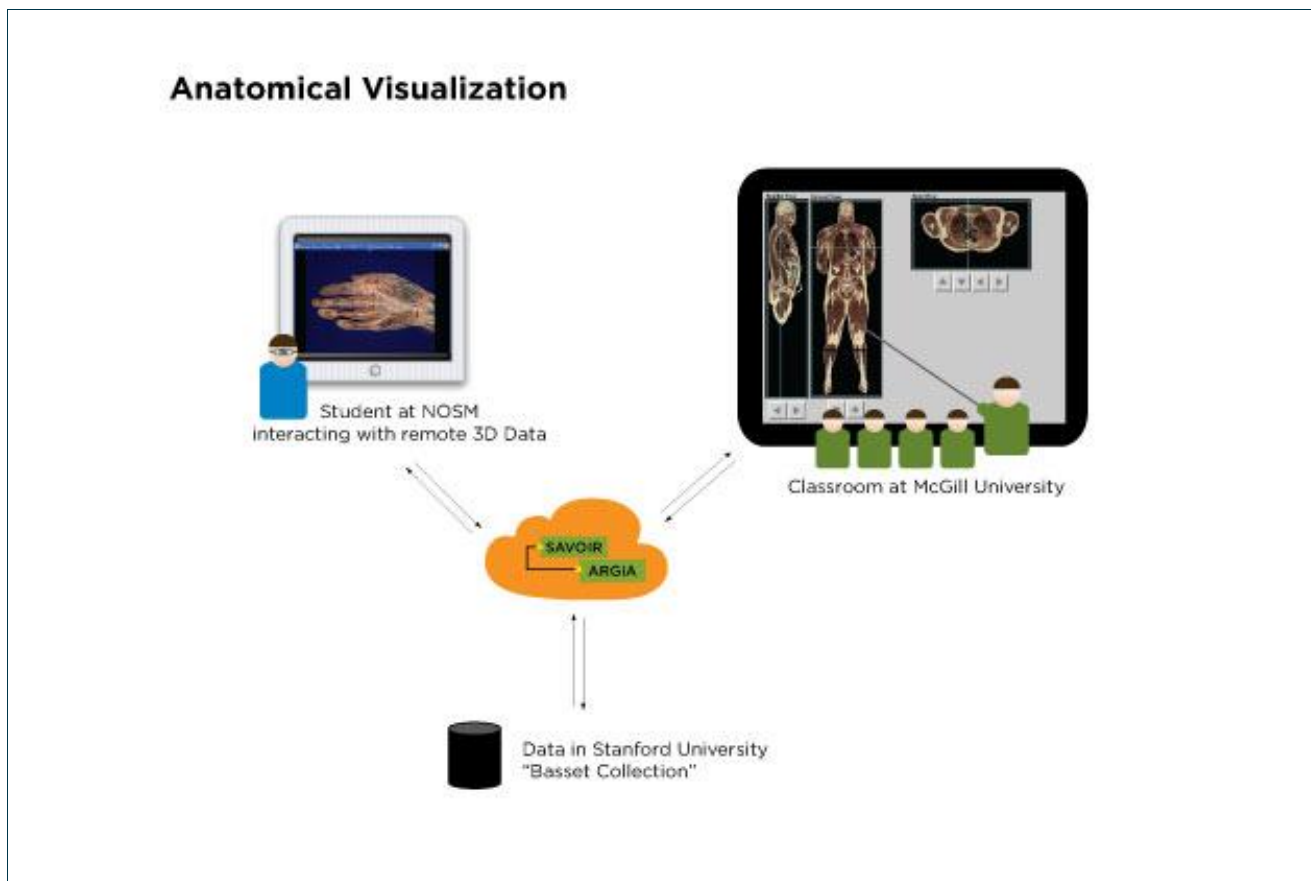 Anatomical Visualization
Student at NOSM
interacting with remote 3D Data
Classroom at McGill University
SAVOIR
ARGIA
Data in Stanford University
“Basset Collection”